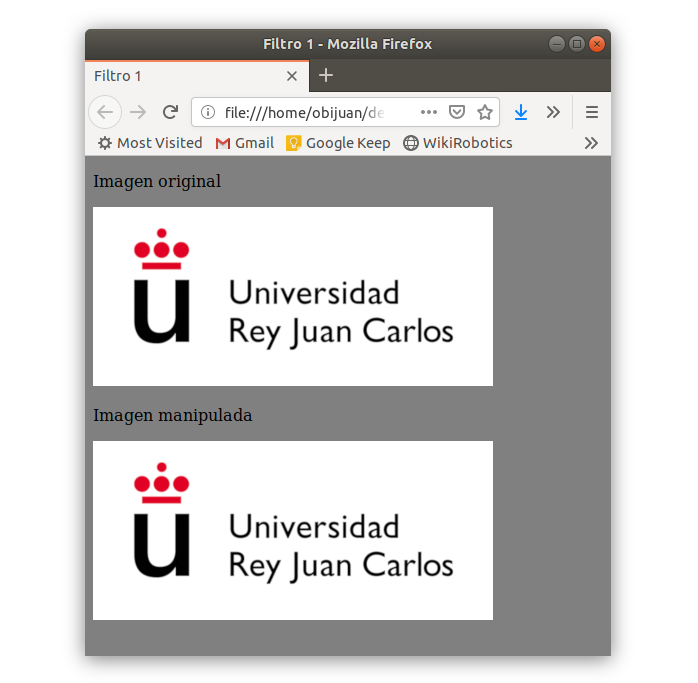 Filtro 1 - Mozilla Firefox
Filtro 1
file:///home/obijuan/de
Most Visited Gmail Google Keep WikiRobotics
Imagen original
u
Universidad
Rey Juan Carlos
Imagen manipulada
u
Universidad
Rey Juan Carlos